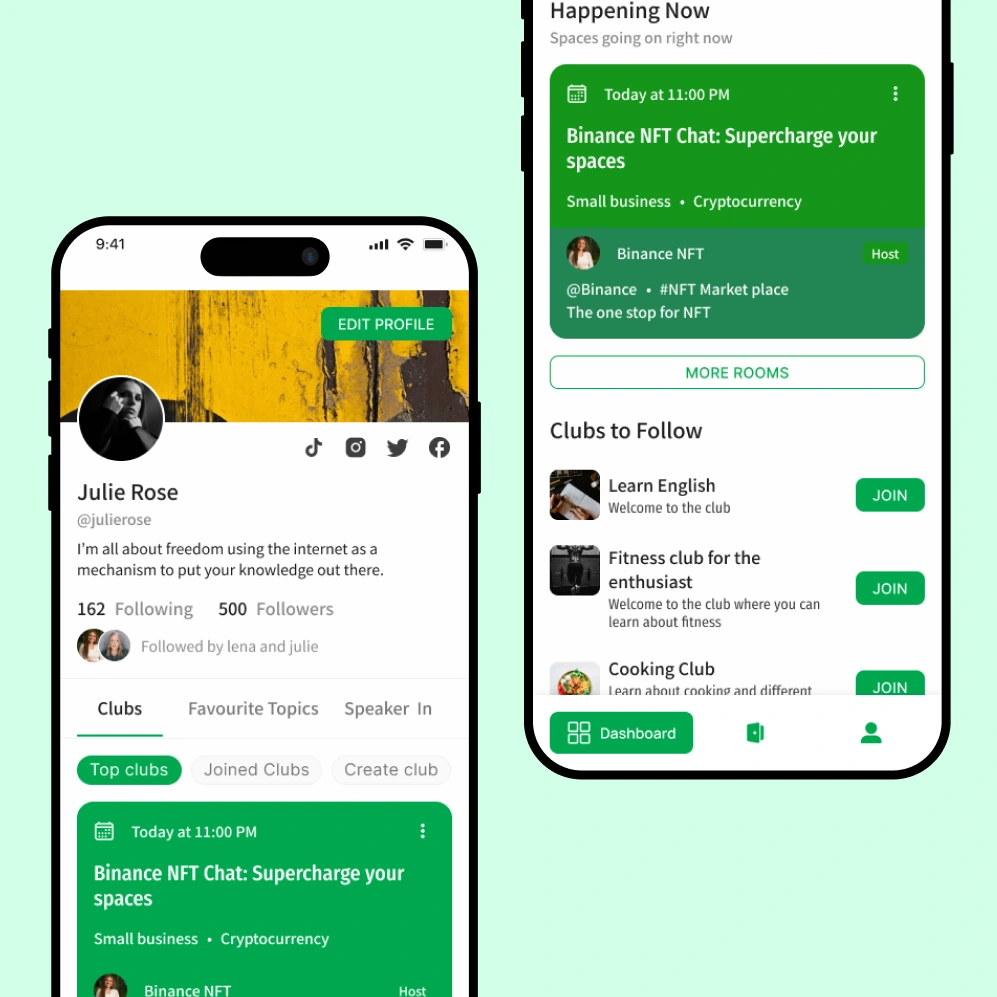 9:41
EDIT PROFILE
Julie Rose
@julierose
I'm all about freedom using the internet as a
mechanism to put your knowledge out there.
162 Following 500 Followers
Followed by lena and julie
Clubs Favourite Topics Speaker In
Top clubs Joined Clubs Create club
Today at 11:00 PM
Binance NFT Chat: Supercharge your
spaces
Small business • Cryptocurrency
Binance NFT Host
Happening Now
Spaces going on right now
Today at 11:00 PM
Binance NFT Chat: Supercharge your
spaces
Small business • Cryptocurrency
Binance NFT Host
@Binance • #NFT Market place
The one stop for NFT
MORE ROOMS
Clubs to Follow
Learn English
Welcome to the club
JOIN
Fitness club for the
enthusiast
Welcome to the club where you can
learn about fitness
JOIN
Cooking Club
Learn about cooking and different
JOIN
Dashboard